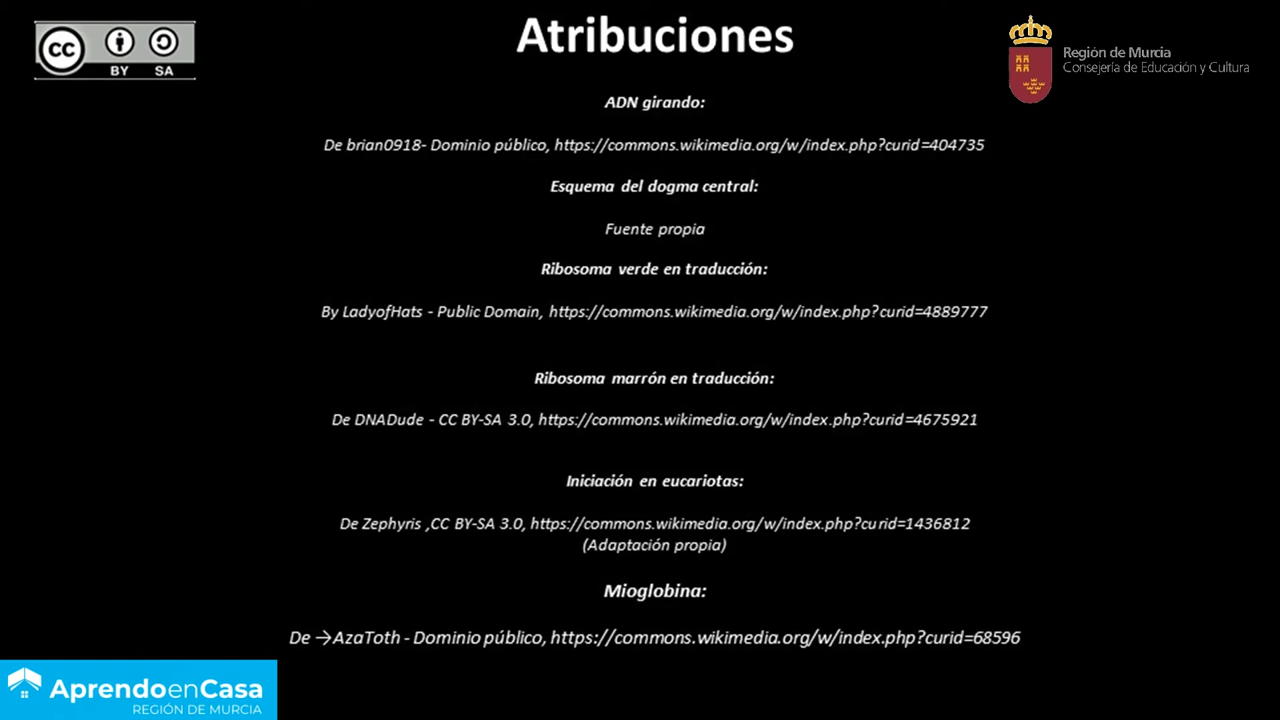 cc
BY SA
Atribuciones
Región de Murcia
Consejería de Educación y Cultura
ADN girando:
De brian0918- Dominio público, https://commons.wikimedia.org/w/index.php?curid=404735
Esquema del dogma central:
Fuente propia
Ribosoma verde en traducción:
By LadyofHats - Public Domain, https://commons.wikimedia.org/w/index.php?curid=4889777
Ribosoma marrón en traducción:
De DNADude - CC BY-SA 3.0, https://commons.wikimedia.org/w/index.php?curid=4675921
Iniciación en eucariotas:
De Zephyris ,CC BY-SA 3.0, https://commons.wikimedia.org/w/index.php?curid=1436812
(Adaptación propia)
Mioglobina:
De →AzaToth - Dominio público, https://commons.wikimedia.org/w/index.php?curid=68596
AprendoenCasa
REGIÓN DE MURCIA